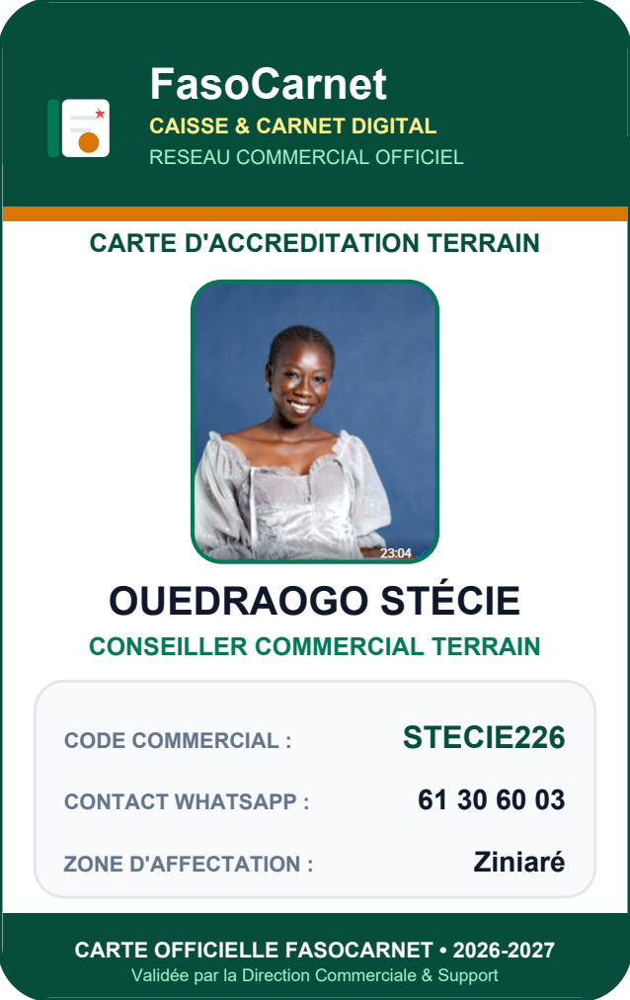 FasoCarnet
CAISSE & CARNET DIGITAL
RESEAU COMMERCIAL OFFICIEL
CARTE D'ACCREDITATION TERRAIN
23:04
OUEDRAOGO STÉCIE
CONSEILLER COMMERCIAL TERRAIN
CODE COMMERCIAL : STECIE226
CONTACT WHATSAPP : 61 30 60 03
ZONE D'AFFECTATION : Ziniaré
CARTE OFFICIELLE FASOCARNET • 2026-2027
Validée par la Direction Commerciale & Support